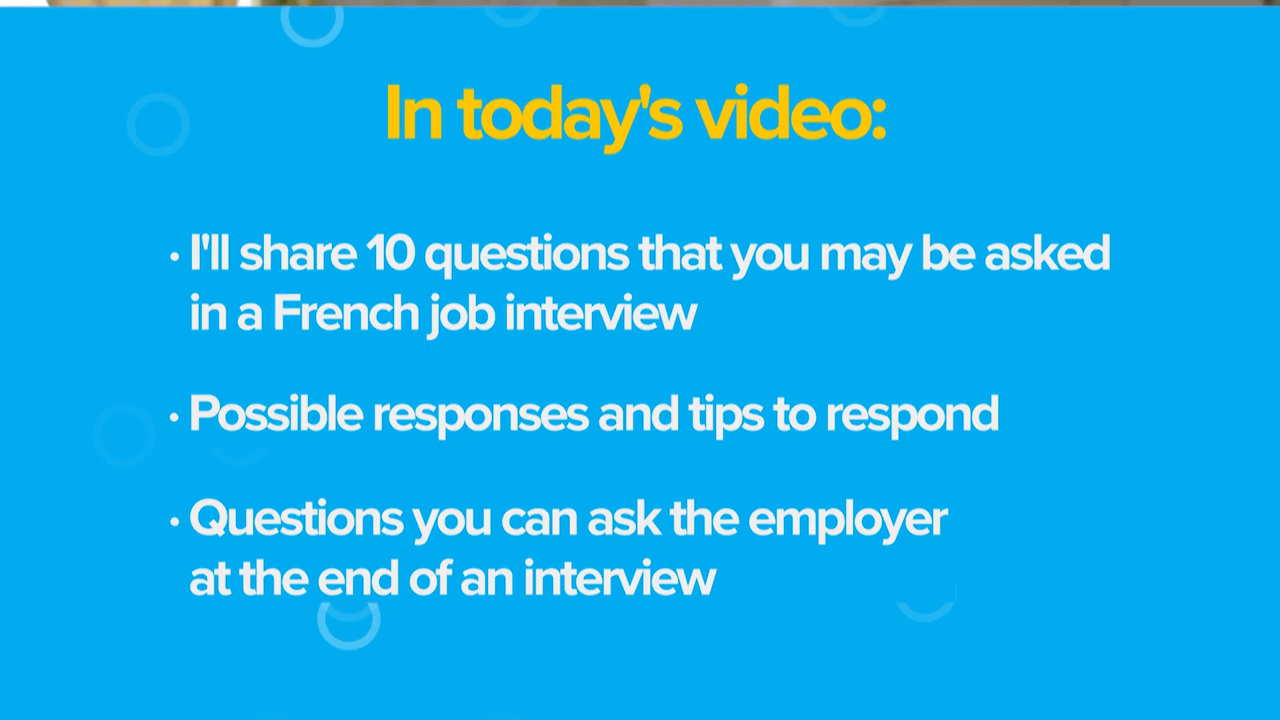 In today's video:
· I'll share 10 questions that you may be asked
in a French job interview
· Possible responses and tips to respond
· Questions you can ask the employer
at the end of an interview